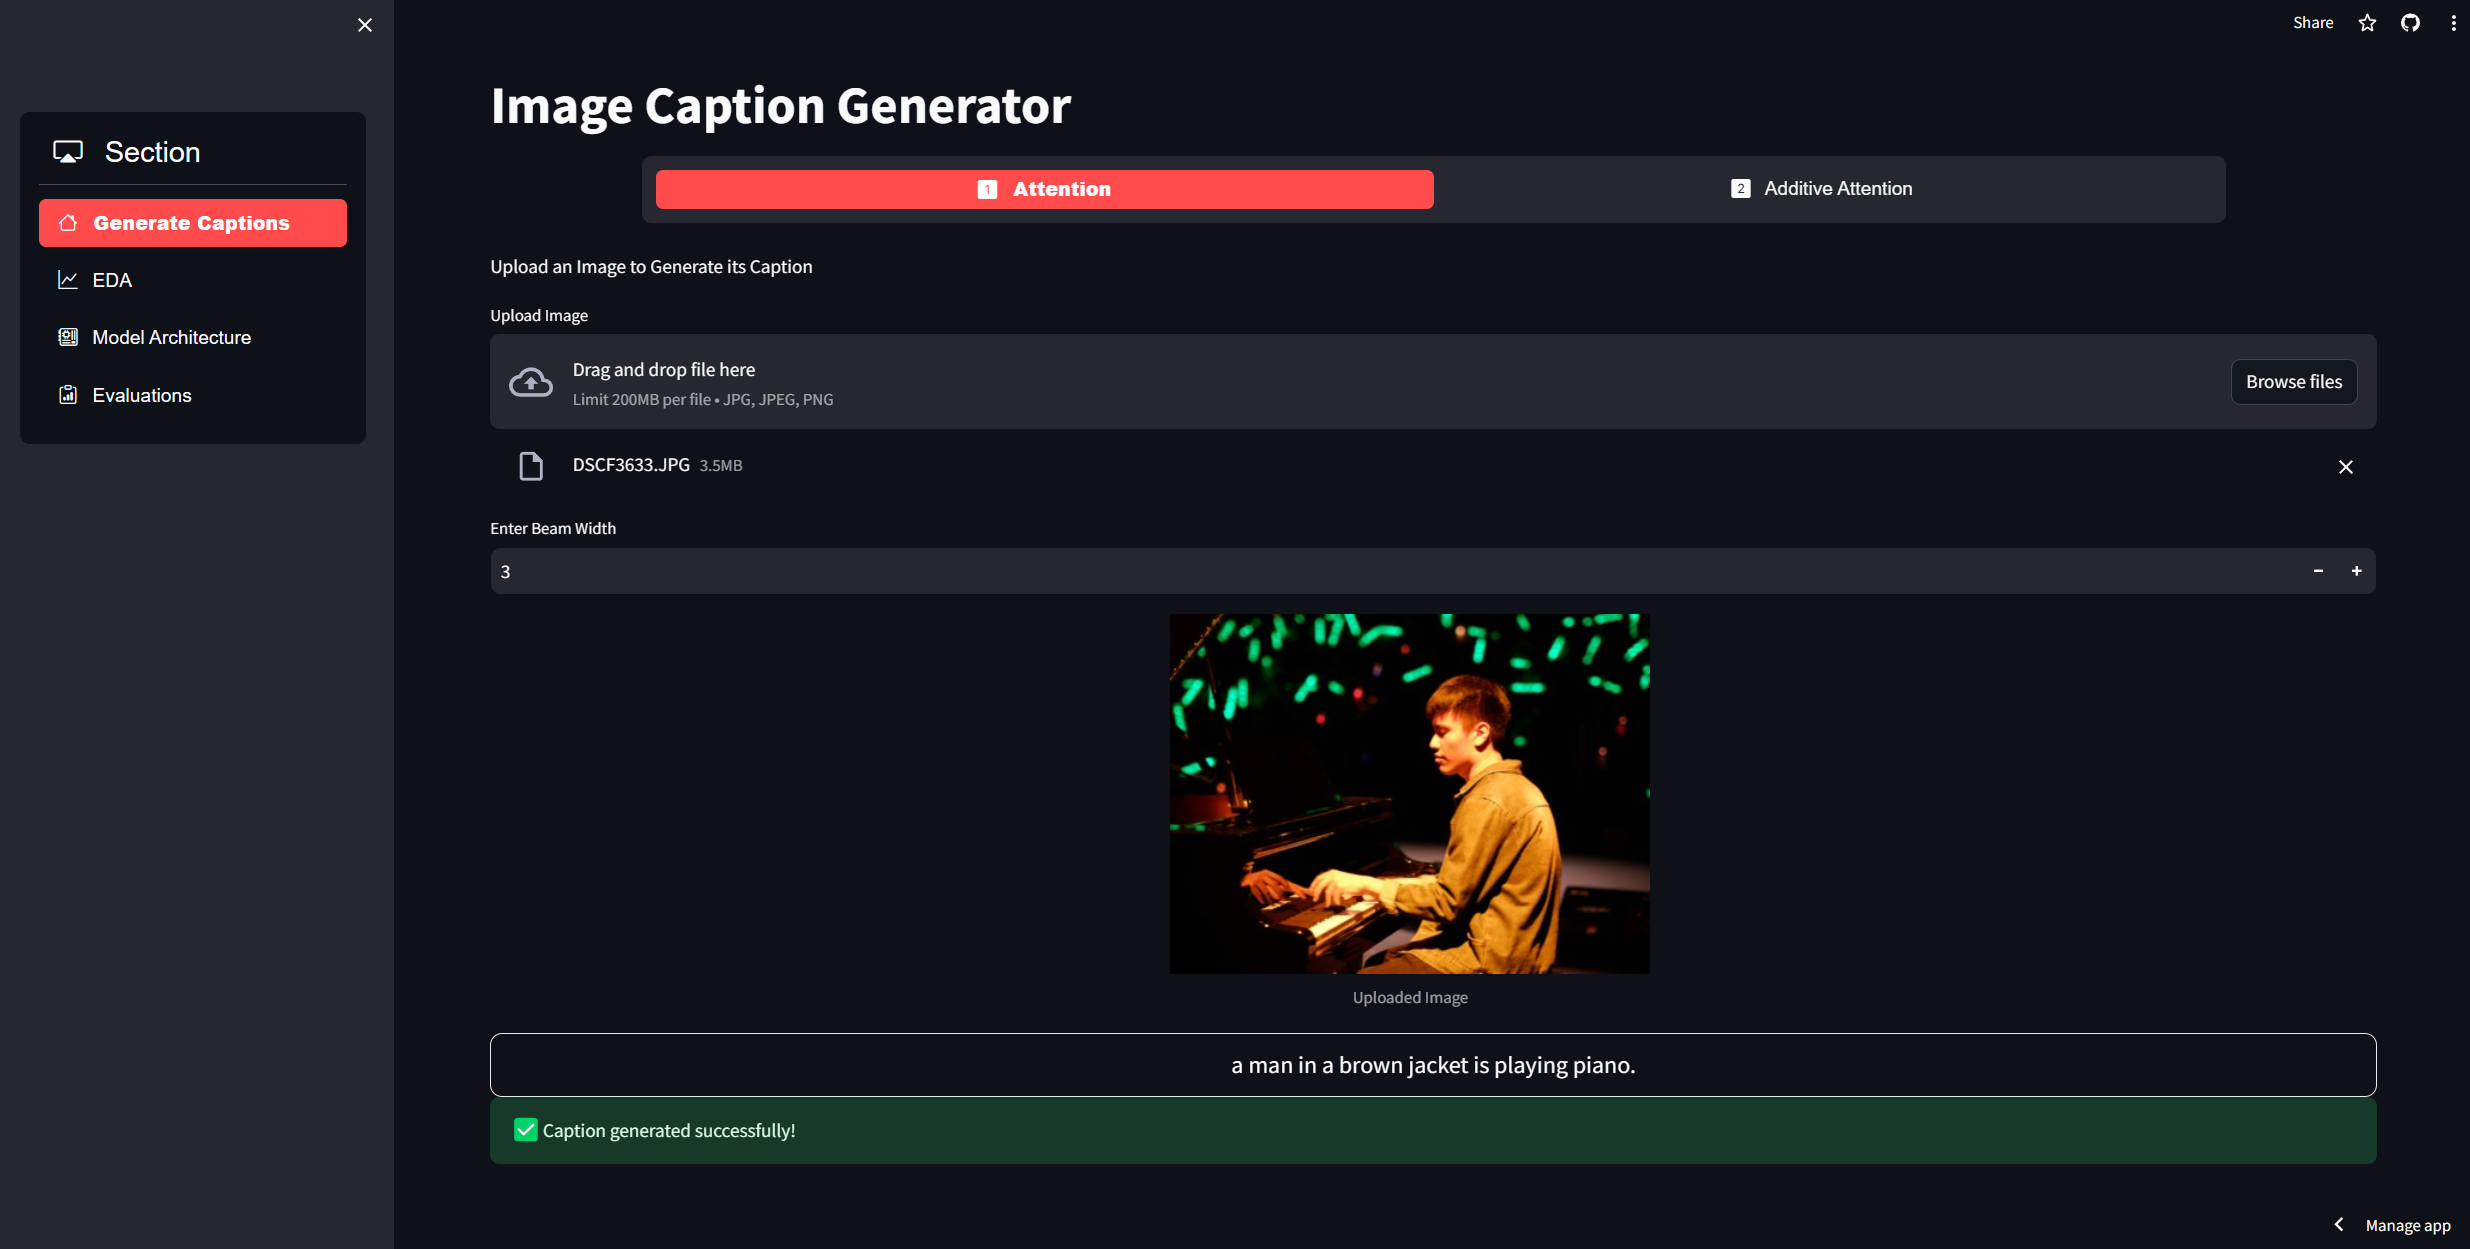 Share
Section
Generate Captions
EDA
Model Architecture
Evaluations
Image Caption Generator
1 Attention
2 Additive Attention
Upload an Image to Generate its Caption
Upload Image
Drag and drop file here
Limit 200MB per file • JPG, JPEG, PNG
Browse files
DSCF3633.JPG 3.5MB
Enter Beam Width
3
Uploaded Image
a man in a brown jacket is playing piano.
Caption generated successfully!
Manage app